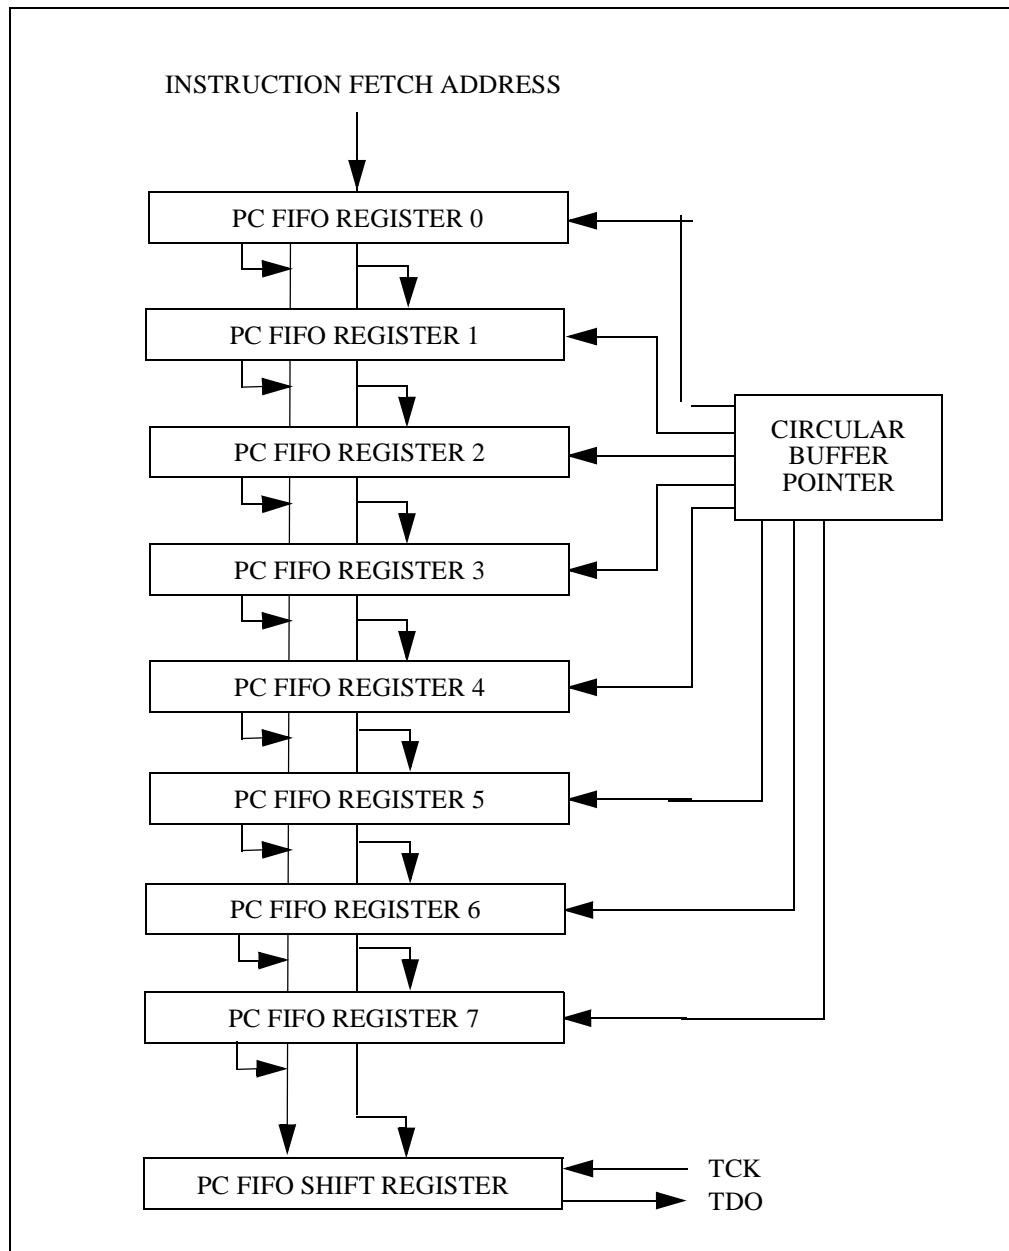 INSTRUCTION FETCH ADDRESS
PC FIFO REGISTER 0
PC FIFO REGISTER 1
PC FIFO REGISTER 2
PC FIFO REGISTER 3
PC FIFO REGISTER 4
PC FIFO REGISTER 5
PC FIFO REGISTER 6
PC FIFO REGISTER 7
PC FIFO SHIFT REGISTER
CIRCULAR
BUFFER
POINTER
TCK
TDO